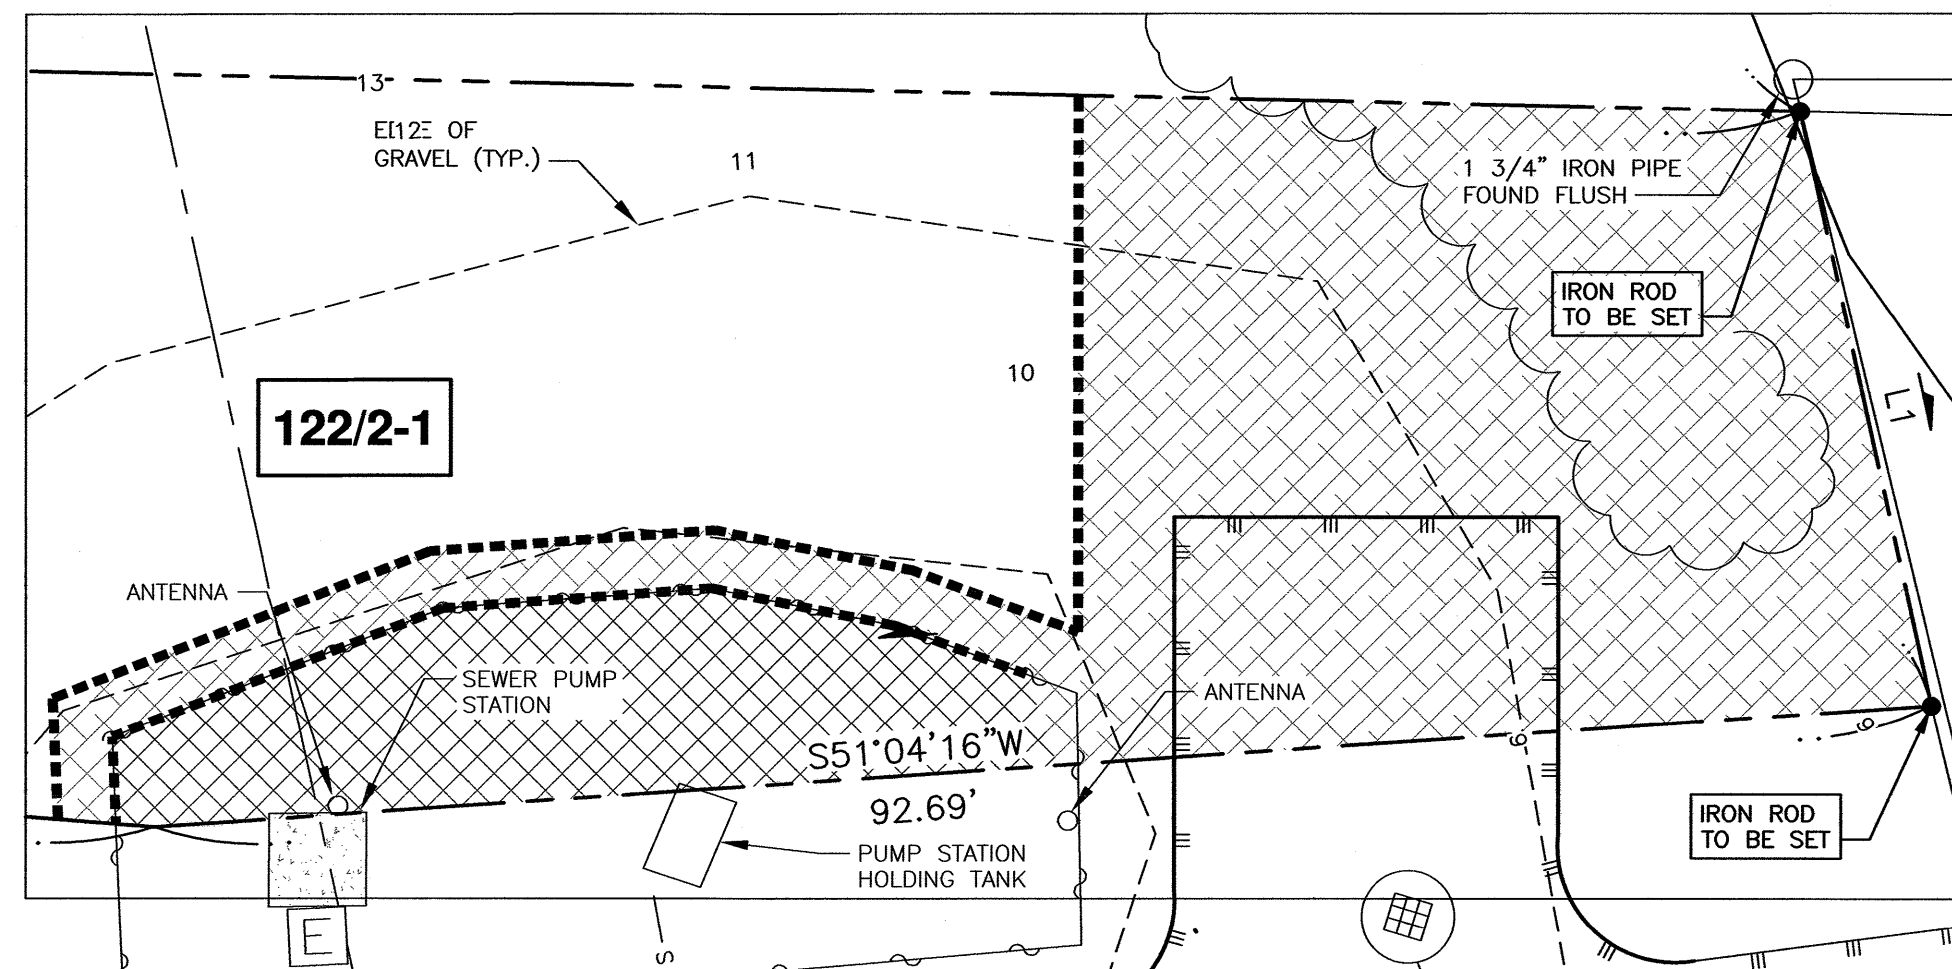 13
E[12E OF
GRAVEL (TYP.)
11
1 3/4" IRON PIPE
FOUND FLUSH
IRON ROD
TO BE SET
10
L1
122/2-1
ANTENNA
SEWER PUMP
STATION
ANTENNA
S51°04'16"W
92.69'
9
9
IRON ROD
TO BE SET
PUMP STATION
HOLDING TANK
E
S